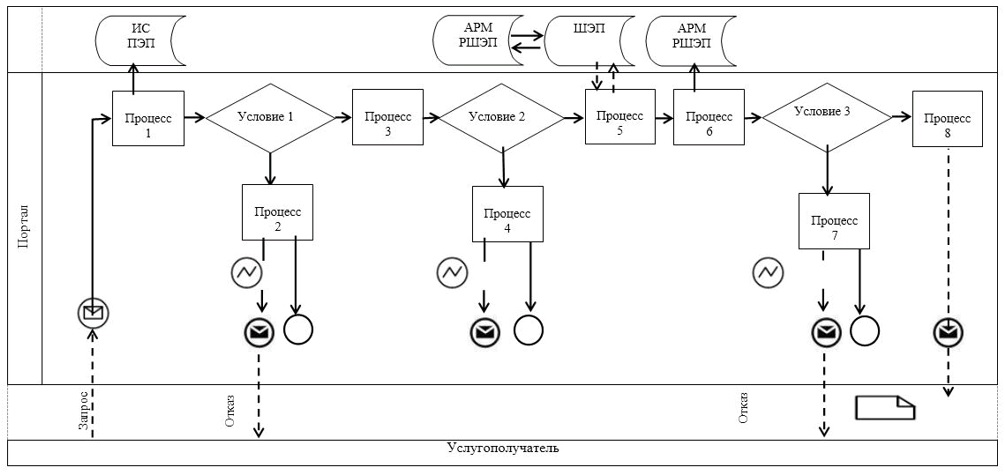 ИС
ПЭП
АРМ
РШЭП
ШЭП
АРМ
РШЭП
Процесс
1
Условие 1
Процесс
3
Условие 2
Процесс
5
Процесс
6
Условие 3
Процесс
8
Процесс
2
Процесс
4
Процесс
7
Портал
Запрос
Отказ
Отказ
Услугополучатель